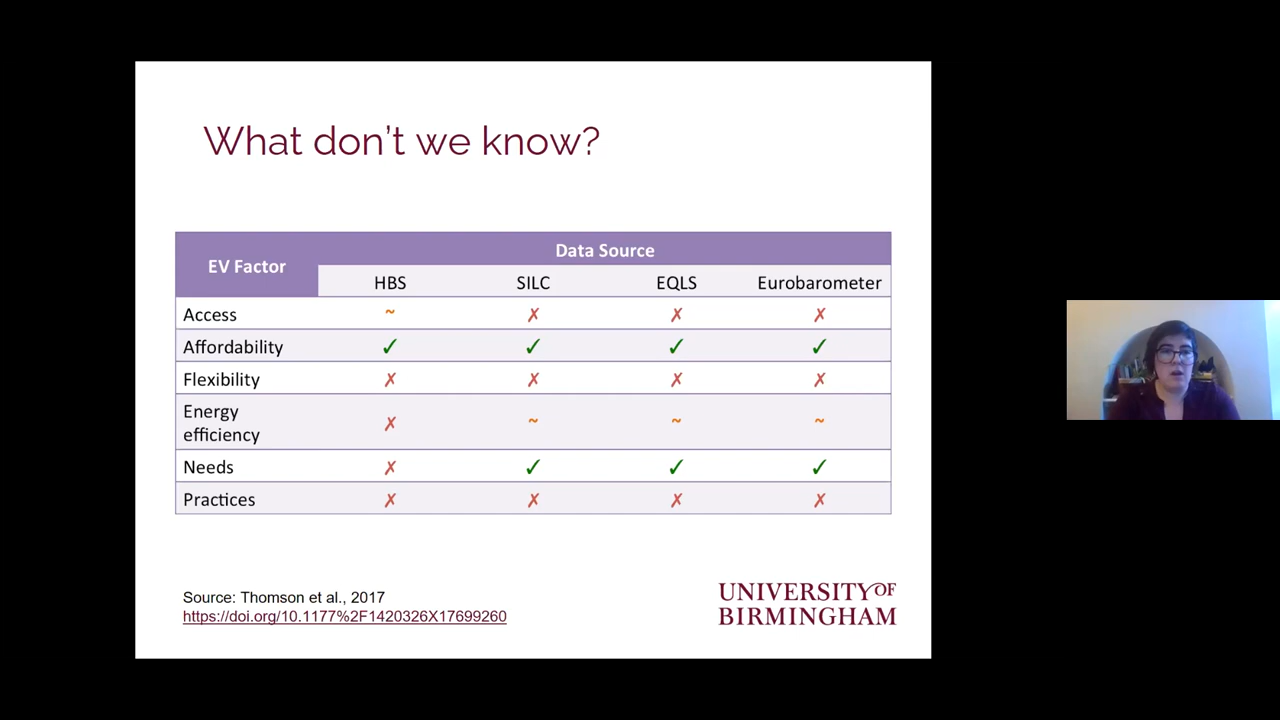 What don't we know?
EV Factor
Data Source
HBS SILC EQLS Eurobarometer
Access ~ ✗ ✗ ✗
Affordability ✓ ✓ ✓ ✓
Flexibility ✗ ✗ ✗ ✗
Energy
efficiency ✗ ~ ~ ~
Needs ✗ ✓ ✓ ✓
Practices ✗ ✗ ✗ ✗
Source: Thomson et al., 2017
https://doi.org/10.1177%2F1420326X17699260
UNIVERSITY OF
BIRMINGHAM